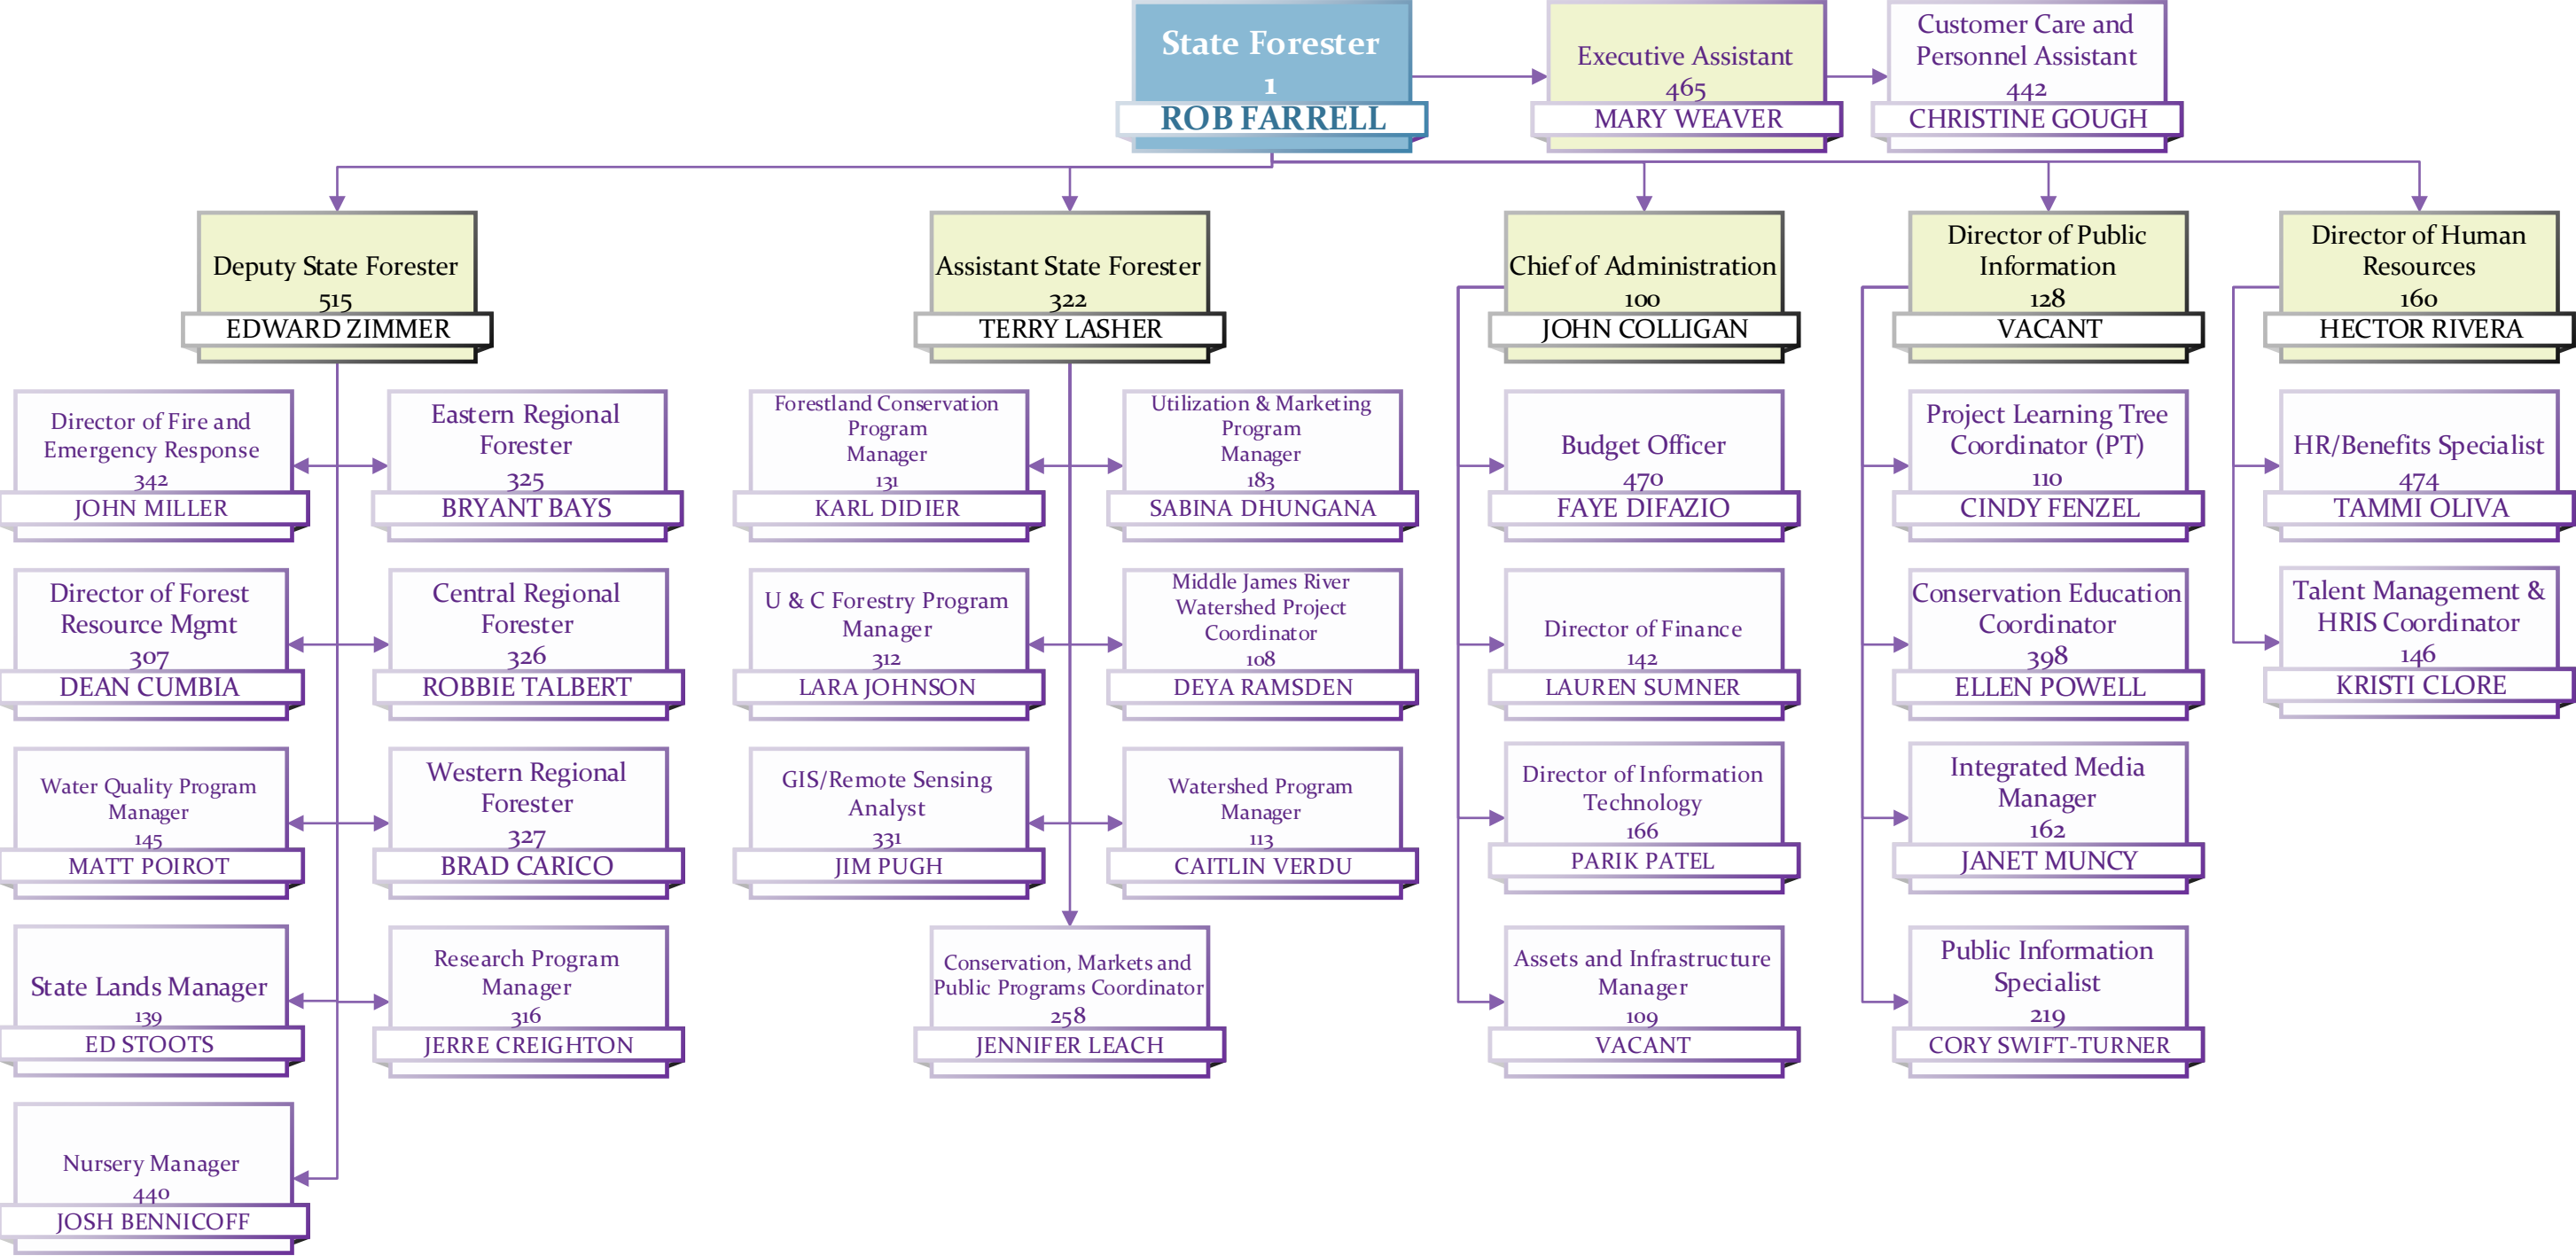 State Forester
1
ROB FARRELL
Executive Assistant
465
MARY WEAVER
Customer Care and
Personnel Assistant
442
CHRISTINE GOUGH
Deputy State Forester
515
EDWARD ZIMMER
Assistant State Forester
322
TERRY LASHER
Chief of Administration
100
JOHN COLLIGAN
Director of Public
Information
128
VACANT
Director of Human
Resources
160
HECTOR RIVERA
Director of Fire and
Emergency Response
342
JOHN MILLER
Eastern Regional
Forester
325
BRYANT BAYS
Forestland Conservation
Program
Manager
131
KARL DIDIER
Utilization & Marketing
Program
Manager
183
SABINA DHUNGANA
Budget Officer
470
FAYE DIFAZIO
Project Learning Tree
Coordinator (PT)
110
CINDY FENZEL
HR/Benefits Specialist
474
TAMMI OLIVA
Director of Forest
Resource Mgmt
307
DEAN CUMBIA
Central Regional
Forester
326
ROBBIE TALBERT
U & C Forestry Program
Manager
312
LARA JOHNSON
Middle James River
Watershed Project
Coordinator
108
DEYA RAMSDEN
Director of Finance
142
LAUREN SUMNER
Conservation Education
Coordinator
398
ELLEN POWELL
Talent Management &
HRIS Coordinator
146
KRISTI CLORE
Water Quality Program
Manager
145
MATT POIROT
Western Regional
Forester
327
BRAD CARICO
GIS/Remote Sensing
Analyst
331
JIM PUGH
Watershed Program
Manager
113
CAITLIN VERDU
Director of Information
Technology
166
PARIK PATEL
Integrated Media
Manager
162
JANET MUNCY
State Lands Manager
139
ED STOOTS
Research Program
Manager
316
JERRE CREIGHTON
Conservation, Markets and
Public Programs Coordinator
258
JENNIFER LEACH
Assets and Infrastructure
Manager
109
VACANT
Public Information
Specialist
219
CORY SWIFT-TURNER
Nursery Manager
440
JOSH BENNICOFF